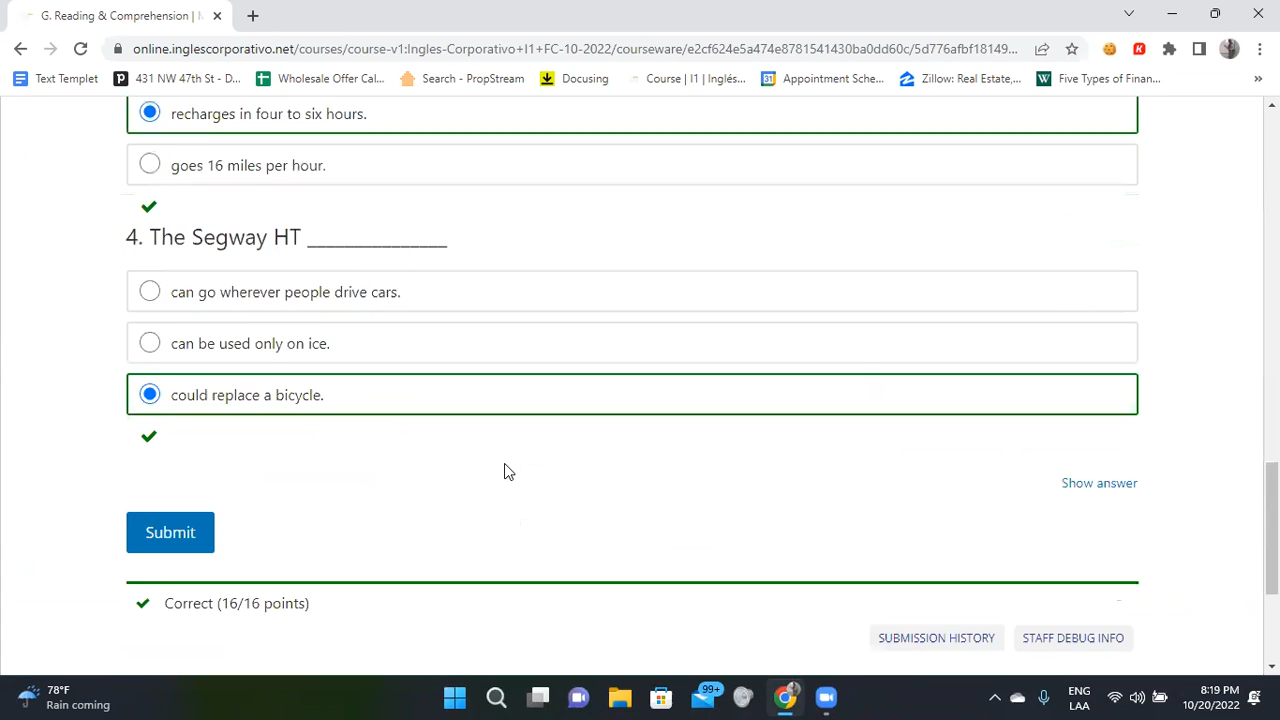 G. Reading & Comprehension |
online.inglescorporativo.net/courses/course-v1:Ingles-Corporativo+I1+FC-10-2022/courseware/e2cf624e5a474e8781541430ba0dd60c/5d776afbf18149...
Text Templet 431 NW 47th St - D... Wholesale Offer Cal... Search - PropStream Docusing Course | I1 | Inglés... Appointment Sche... Zillow: Real Estate,... Five Types of Finan... »
recharges in four to six hours.
goes 16 miles per hour.
4. The Segway HT _______________
can go wherever people drive cars.
can be used only on ice.
could replace a bicycle.
Show answer
Submit
Correct (16/16 points)
SUBMISSION HISTORY STAFF DEBUG INFO
78°F
Rain coming
99+
ENG
LAA
8:19 PM
10/20/2022